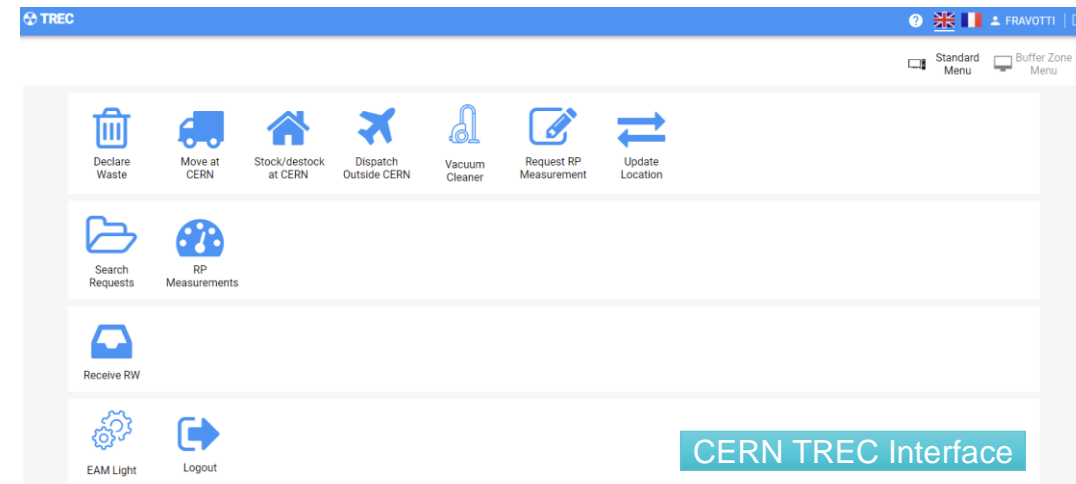 TREC
FRAVOTTI
Standard
Menu
Buffer Zone
Menu
Declare
Waste
Move at
CERN
Stock/destock
at CERN
Dispatch
Outside CERN
Vacuum
Cleaner
Request RP
Measurement
Update
Location
Search
Requests
RP
Measurements
Receive RW
EAM Light
Logout
CERN TREC Interface